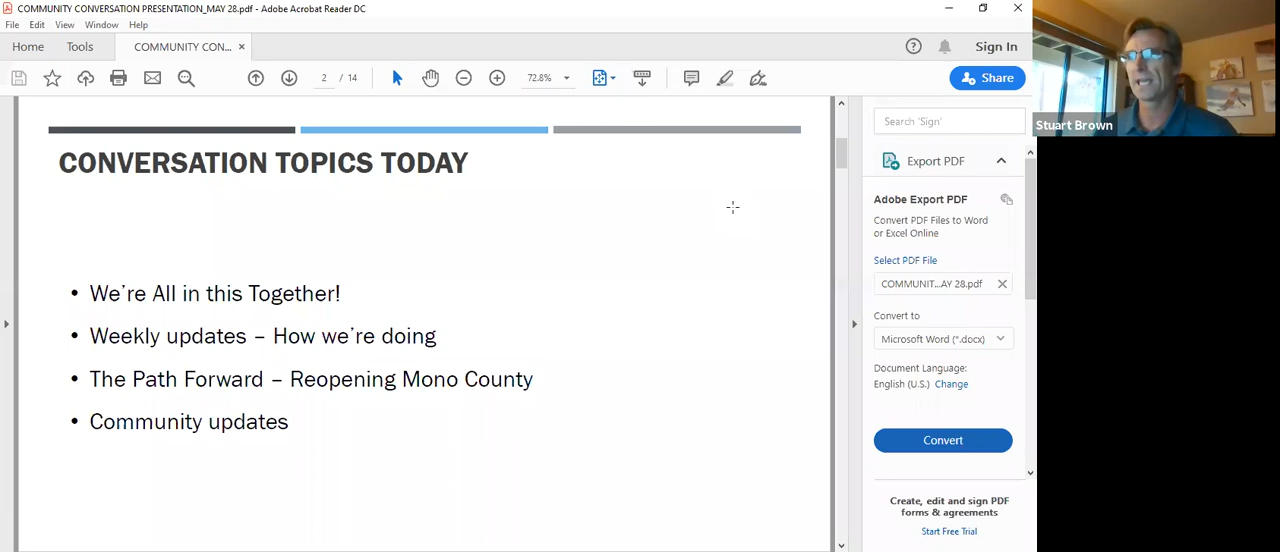 COMMUNITY CONVERSATION PRESENTATION_MAY 28.pdf - Adobe Acrobat Reader DC
File Edit View Window Help
Home Tools COMMUNITY CON... × Sign In
2 / 14 72.8% Share
CONVERSATION TOPICS TODAY
• We're All in this Together!
• Weekly updates – How we're doing
• The Path Forward – Reopening Mono County
• Community updates
Search 'Sign'
Export PDF
Adobe Export PDF
Convert PDF Files to Word
or Excel Online
Select PDF File
COMMUNIT...AY 28.pdf ×
Convert to
Microsoft Word (*.docx)
Document Language:
English (U.S.) Change
Convert
Create, edit and sign PDF
forms & agreements
Start Free Trial
Stuart Brown